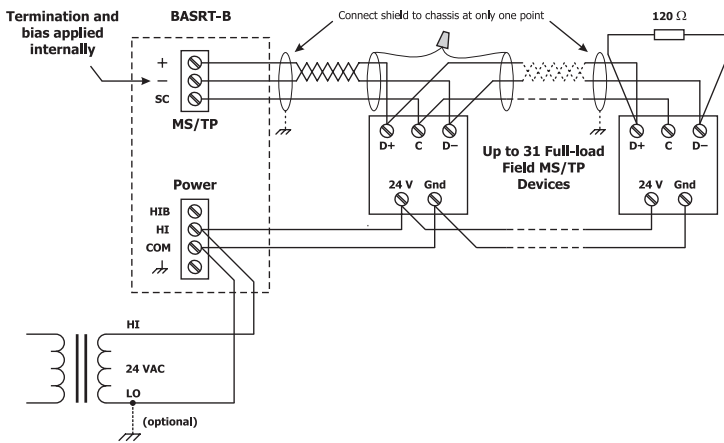 Termination and
bias applied
internally
BASRT-B
Connect shield to chassis at only one point
120 Ω
+
−
SC
MS/TP
D+ C D−
Up to 31 Full-load
Field MS/TP
Devices
D+ C D−
24 V Gnd
24 V Gnd
Power
HIB
HI
COM
HI
24 VAC
LO
(optional)